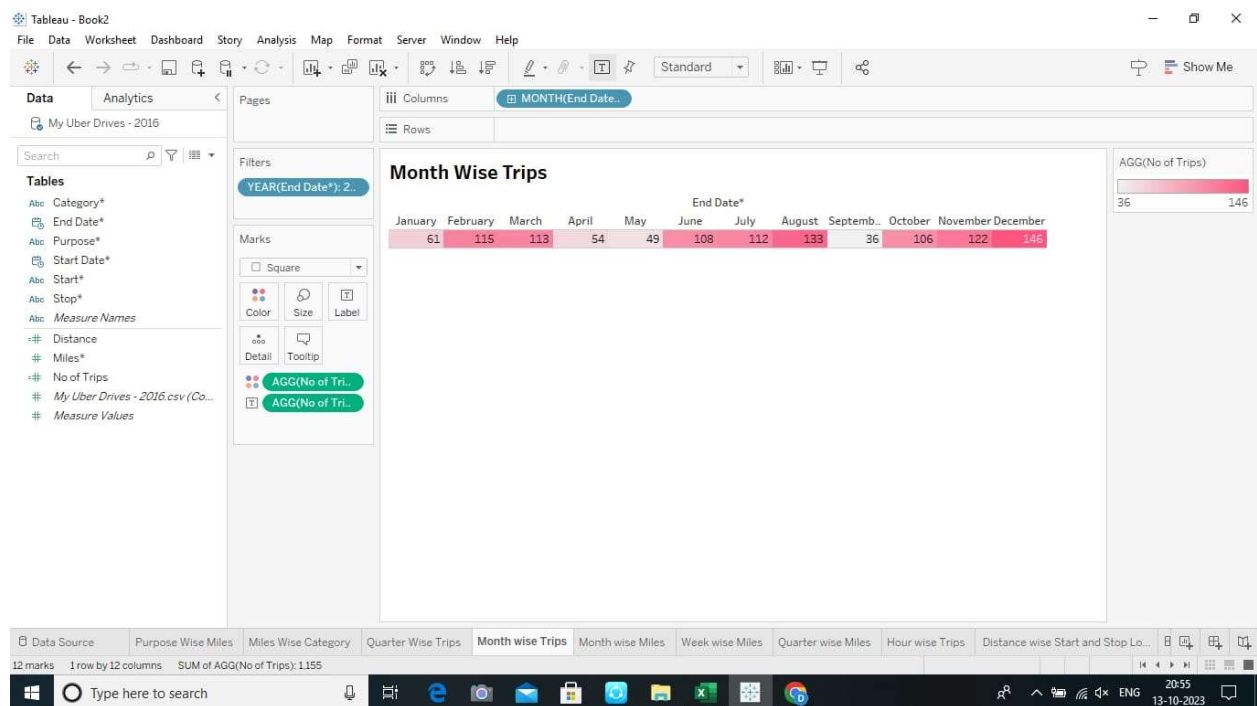 Tableau - Book2
File Data Worksheet Dashboard Story Analysis Map Format Server Window Help
Standard
Show Me
Data Analytics
My Uber Drives - 2016
Search
Tables
Abc Category*
End Date*
Abc Purpose*
Start Date*
Abc Start*
Abc Stop*
Abc Measure Names
Distance
Miles*
No of Trips
My Uber Drives - 2016.csv (Co...
Measure Values
Pages
Filters
YEAR(End Date*): 2..
Marks
Square
Color Size Label
Detail Tooltip
AGG(No of Tri..
AGG(No of Tri..
Columns MONTH(End Date..
Rows
Month Wise Trips
End Date*
January February March April May June July August Septemb.. October November December
61 115 113 54 49 108 112 133 36 106 122 146
AGG(No of Trips)
36 146
Data Source Purpose Wise Miles Miles Wise Category Quarter Wise Trips Month wise Trips Month wise Miles Week wise Miles Quarter wise Miles Hour wise Trips Distance wise Start and Stop Lo...
12 marks 1 row by 12 columns SUM of AGG(No of Trips): 1,155
Type here to search
ENG
20:55
13-10-2023